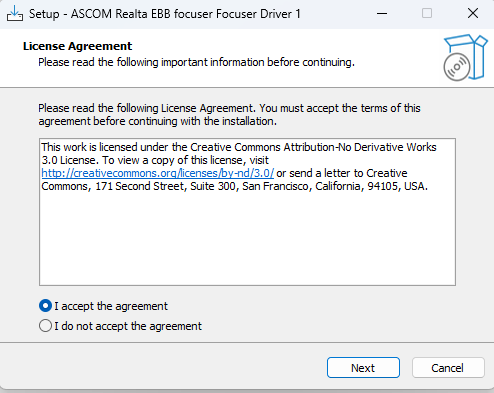 Setup - ASCOM Realta EBB focuser Focuser Driver 1
License Agreement
Please read the following important information before continuing.
Please read the following License Agreement. You must accept the terms of this
agreement before continuing with the installation.
This work is licensed under the Creative Commons Attribution-No Derivative Works
3.0 License. To view a copy of this license, visit
http://creativecommons.org/licenses/by-nd/3.0/ or send a letter to Creative
Commons, 171 Second Street, Suite 300, San Francisco, California, 94105, USA.
I accept the agreement
I do not accept the agreement
Next
Cancel